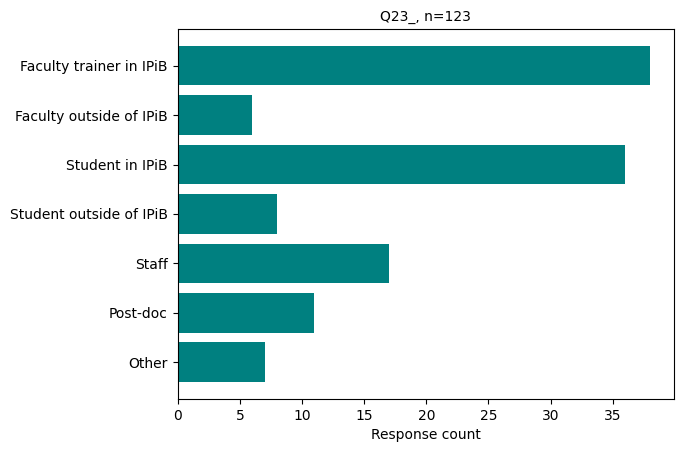 Q23_, n=123
Faculty trainer in IPiB
Faculty outside of IPiB
Student in IPiB
Student outside of IPiB
Staff
Post-doc
Other
0 5 10 15 20 25 30 35
Response count